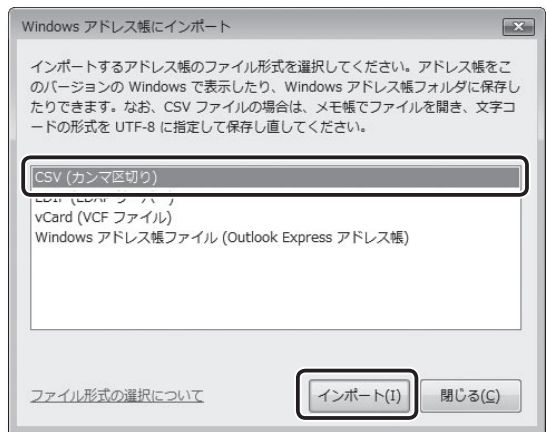 Windows アドレス帳にインポート
インポートするアドレス帳のファイル形式を選択してください。アドレス帳をこ
のバージョンの Windows で表示したり、Windows アドレス帳フォルダに保存し
たりできます。なお、CSV ファイルの場合は、メモ帳でファイルを開き、文字コ
ードの形式を UTF-8 に指定して保存し直してください。
CSV (カンマ区切り)
vCard (VCF ファイル)
Windows アドレス帳ファイル (Outlook Express アドレス帳)
ファイル形式の選択について
インポート(I)
閉じる(C)